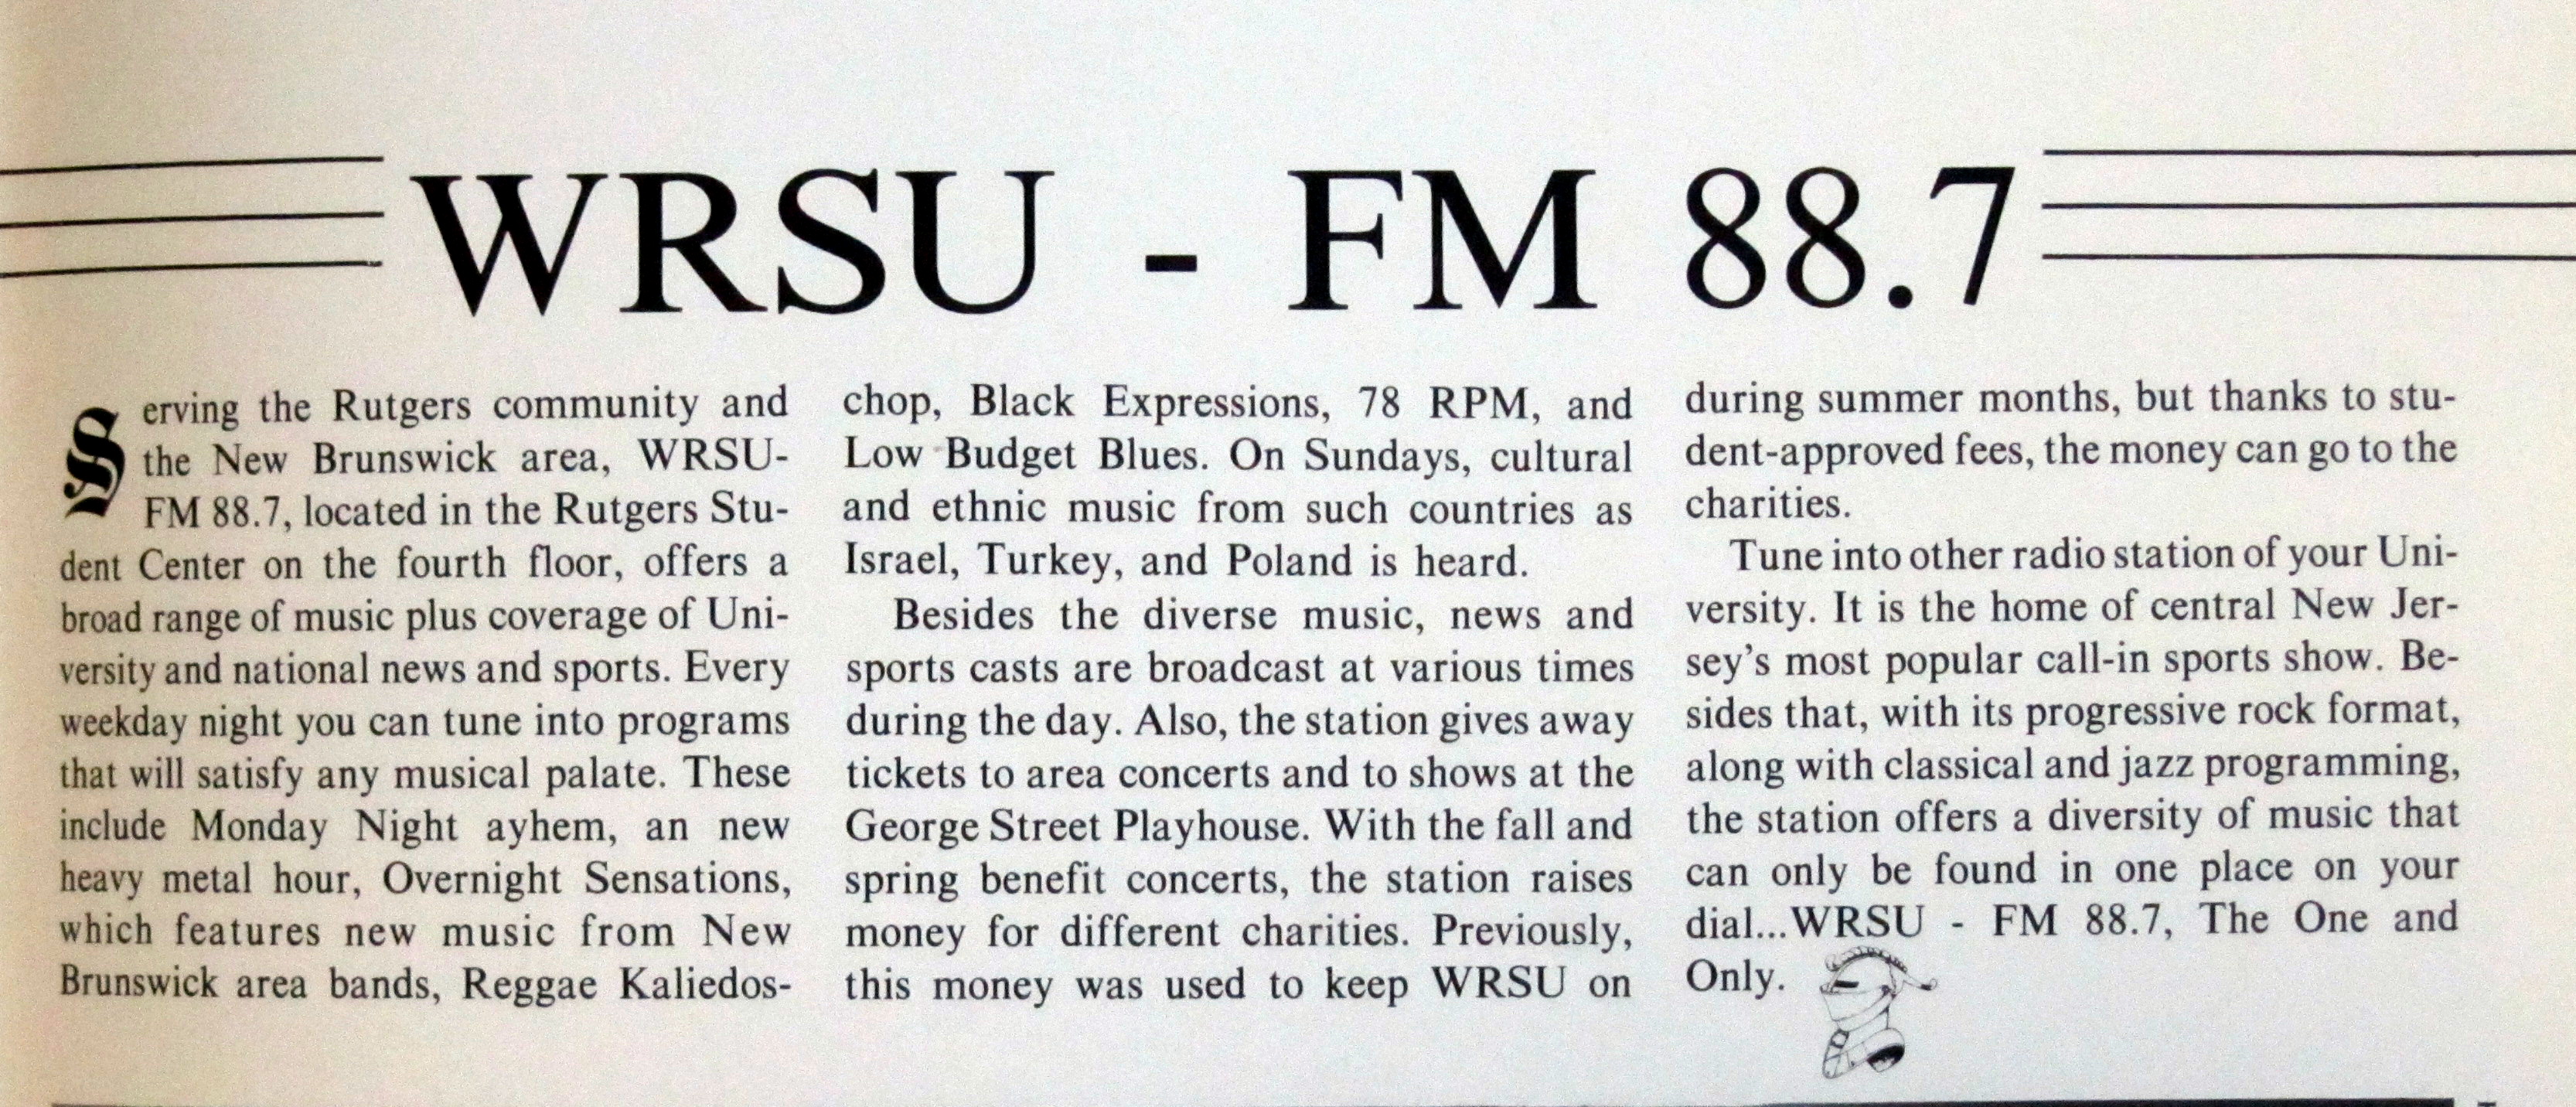 WRSU - FM 88.7
Serving the Rutgers community and
the New Brunswick area, WRSU-
FM 88.7, located in the Rutgers Stu-
dent Center on the fourth floor, offers a
broad range of music plus coverage of Uni-
versity and national news and sports. Every
weekday night you can tune into programs
that will satisfy any musical palate. These
include Monday Night ayhem, an new
heavy metal hour, Overnight Sensations,
which features new music from New
Brunswick area bands, Reggae Kaliedos-
chop, Black Expressions, 78 RPM, and
Low Budget Blues. On Sundays, cultural
and ethnic music from such countries as
Israel, Turkey, and Poland is heard.
Besides the diverse music, news and
sports casts are broadcast at various times
during the day. Also, the station gives away
tickets to area concerts and to shows at the
George Street Playhouse. With the fall and
spring benefit concerts, the station raises
money for different charities. Previously,
this money was used to keep WRSU on
during summer months, but thanks to stu-
dent-approved fees, the money can go to the
charities.
Tune into other radio station of your Uni-
versity. It is the home of central New Jer-
sey's most popular call-in sports show. Be-
sides that, with its progressive rock format,
along with classical and jazz programming,
the station offers a diversity of music that
can only be found in one place on your
dial...WRSU - FM 88.7, The One and
Only.